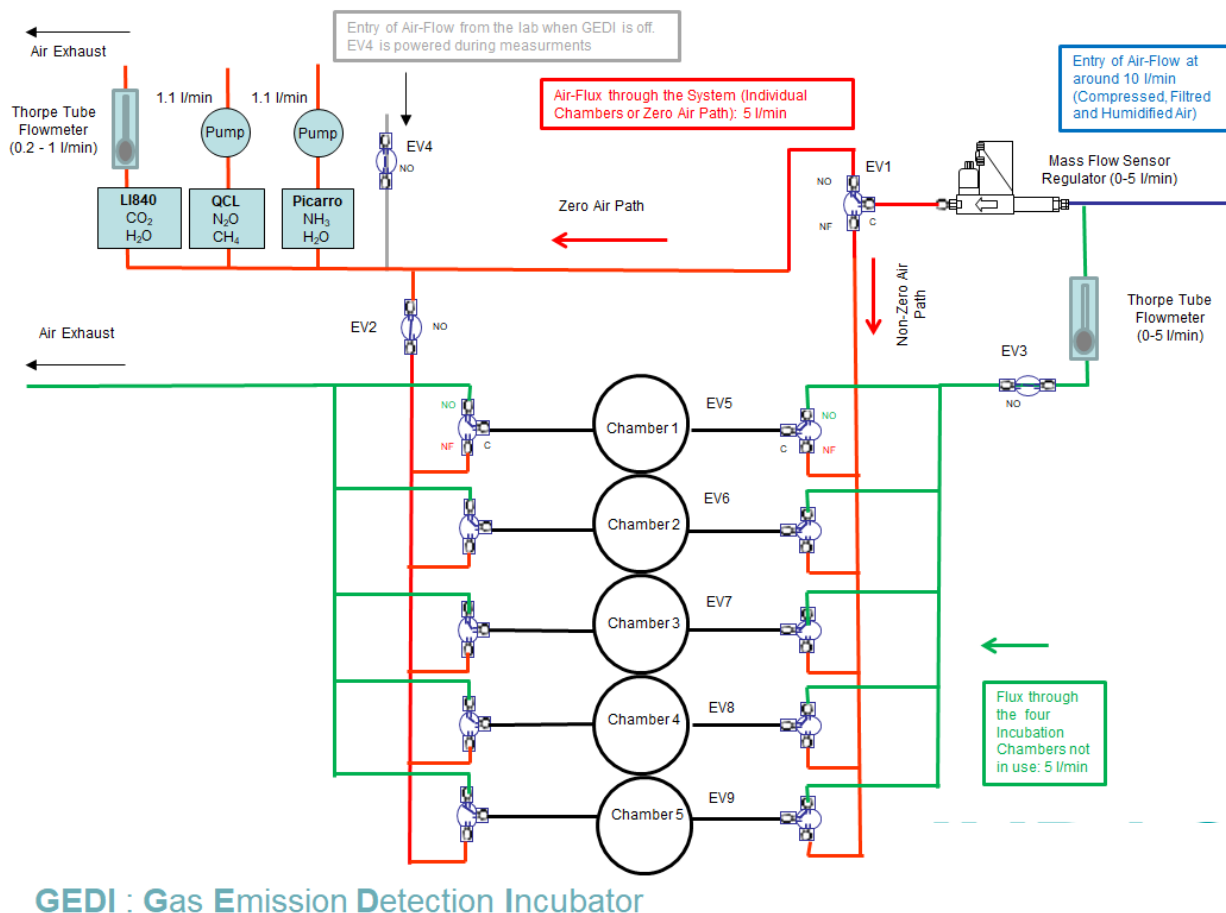 Entry of Air-Flow from the lab when GEDI is off.
EV4 is powered during measurments
Air Exhaust
Thorpe Tube
Flowmeter
(0.2 - 1 l/min)
1.1 l/min
1.1 l/min
Pump
Pump
EV4
NO
Air-Flux through the System (Individual
Chambers or Zero Air Path): 5 l/min
Entry of Air-Flow at
around 10 l/min
(Compressed, Filtred
and Humidified Air)
EV1
NO
NF
C
Mass Flow Sensor
Regulator (0-5 l/min)
LI840
CO₂
H₂O
QCL
N₂O
CH₄
Picarro
NH₃
H₂O
Zero Air Path
Non-Zero Air
Path
Air Exhaust
EV2
NO
Thorpe Tube
Flowmeter
(0-5 l/min)
EV3
NO
NO
NF
C
Chamber 1
EV5
NO
C
NF
Chamber 2
EV6
Chamber 3
EV7
Chamber 4
EV8
Chamber 5
EV9
Flux through
the four
Incubation
Chambers not
in use: 5 l/min
GEDI : Gas Emission Detection Incubator